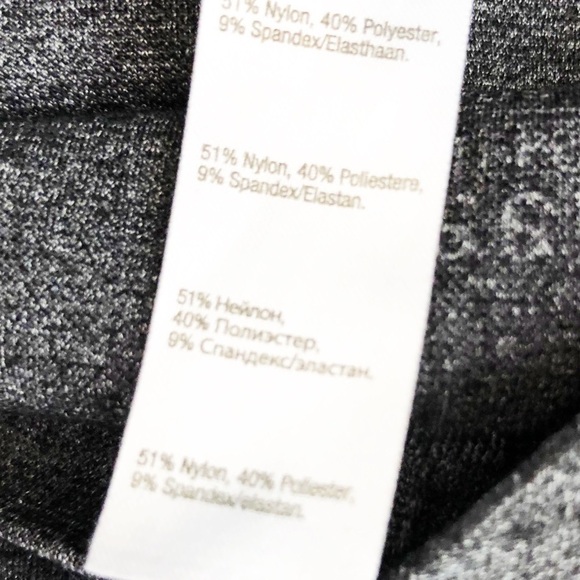 51% Nylon, 40% Polyester,
9% Spandex/Elasthaan.
51% Nylon, 40% Poliestere,
9% Spandex/Elastan.
51% Нейлон,
40% Полиэстер,
9% Спандекс/эластан.
51% Nylon, 40% Poliester,
9% Spandex/elastan.